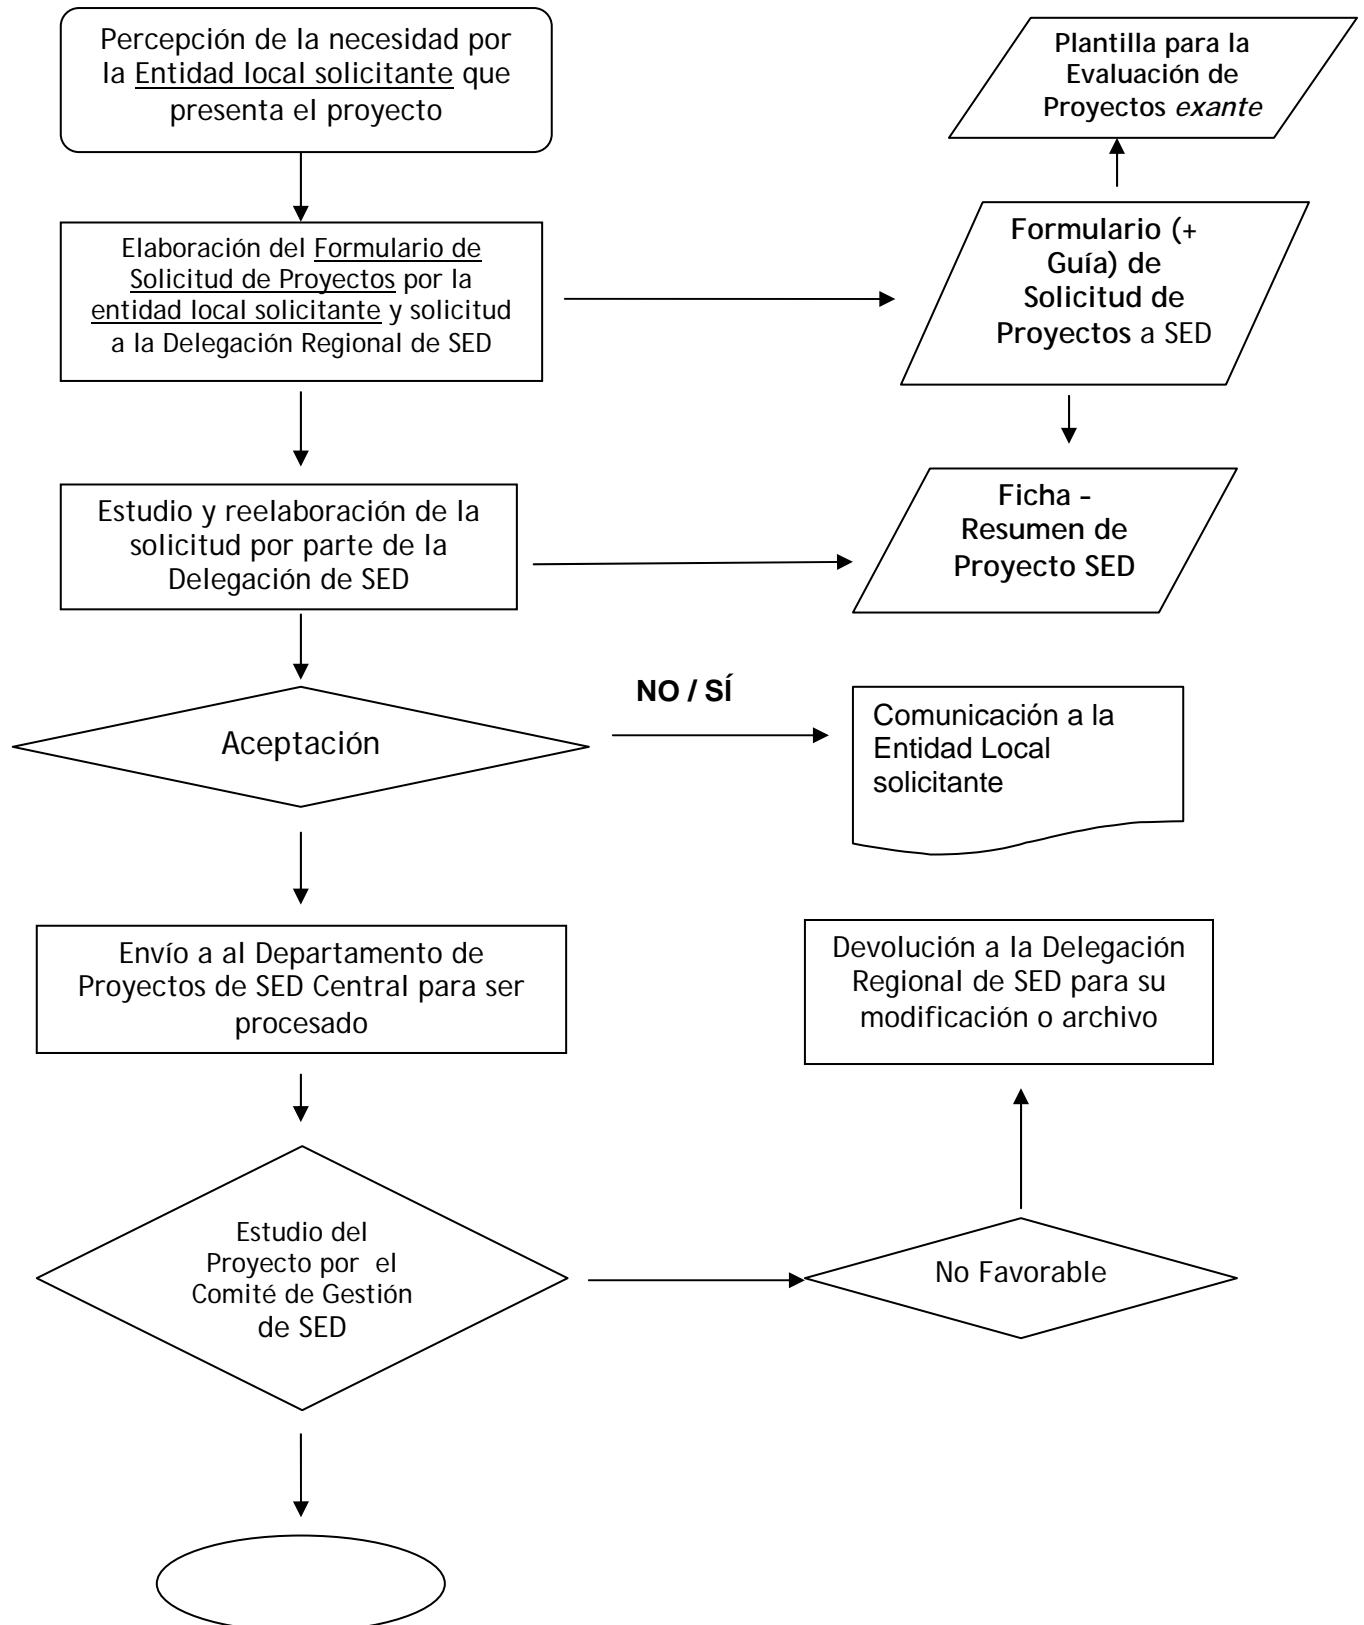 Percepción de la necesidad por
la Entidad local solicitante que
presenta el proyecto
Plantilla para la
Evaluación de
Proyectos exante
Elaboración del Formulario de
Solicitud de Proyectos por la
entidad local solicitante y solicitud
a la Delegación Regional de SED
Formulario (+
Guía) de
Solicitud de
Proyectos a SED
Estudio y reelaboración de la
solicitud por parte de la
Delegación de SED
Ficha -
Resumen de
Proyecto SED
Aceptación
NO / SÍ
Comunicación a la
Entidad Local
solicitante
Envío a al Departamento de
Proyectos de SED Central para ser
procesado
Devolución a la Delegación
Regional de SED para su
modificación o archivo
Estudio del
Proyecto por el
Comité de Gestión
de SED
No Favorable